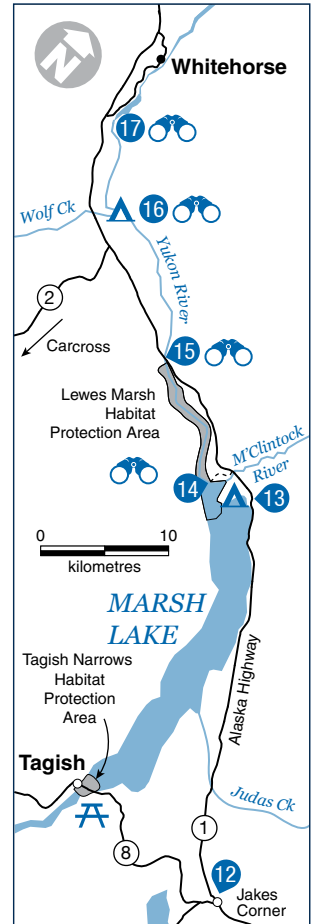 N
Whitehorse
17
Wolf Ck
16
Yukon River
2
Carcross
15
Lewes Marsh
Habitat
Protection Area
M'Clintock
River
14
13
0 10
kilometres
MARSH
LAKE
Tagish Narrows
Habitat
Protection
Area
Alaska Highway
Tagish
Judas Ck
1
8
12
Jakes
Corner